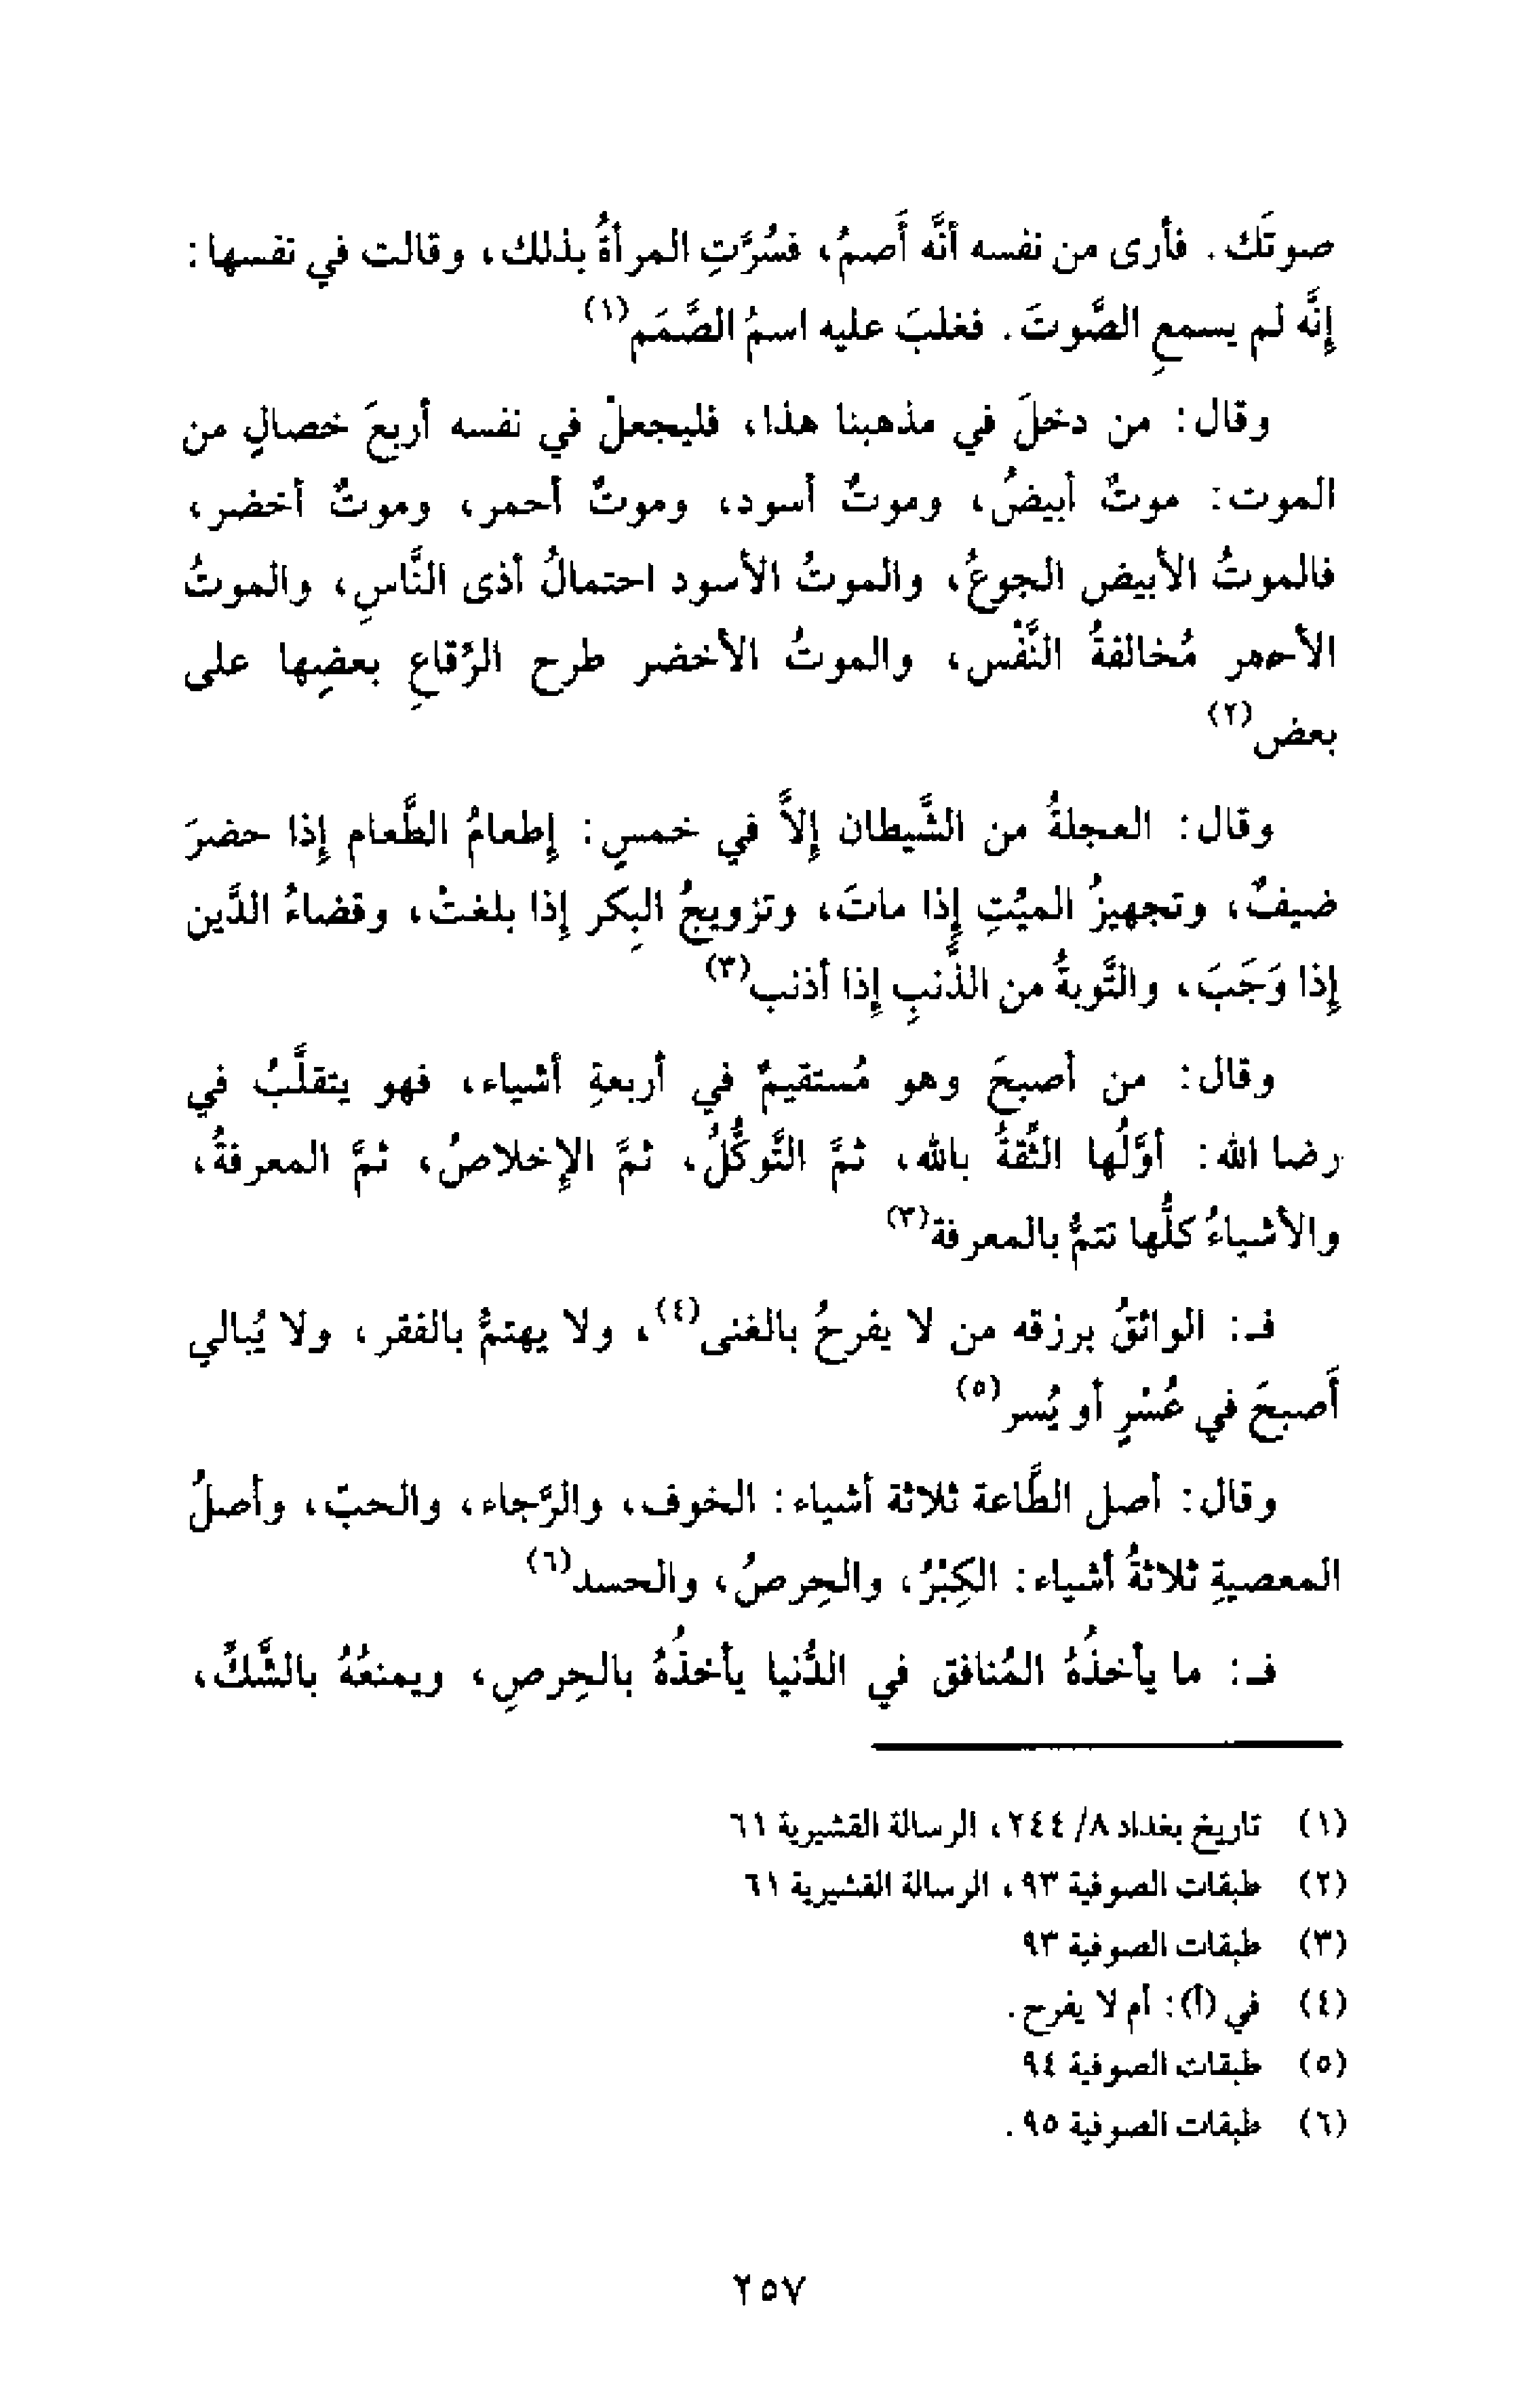 صوتَك. فأرى من نفسه أنَّه أَصمُ، فسُرَّتِ المرأةُ بذلك، وقالت في نفسها:
إنَّه لم يسمعِ الصَّوتَ. فغلبَ عليه اسمُ الصَّمَم(١)
وقال: من دخلَ في مذهبنا هذا، فليجعلْ في نفسه أربعَ خصالٍ من
الموت: موتٌ أبيضُ، وموتٌ أسود، وموتٌ أحمر، وموتٌ أخضر،
فالموتُ الأبيض الجوعُ، والموتُ الأسود احتمالُ أذى النَّاسِ، والموتُ
الأحمر مُخالفةُ النَّفْس، والموتُ الأخضر طرح الرِّقاعِ بعضِها على
بعض(٢)
وقال: العجلةُ من الشَّيطان إلاَّ في خمسٍ: إطعامُ الطَّعام إذا حضرَ
ضيفٌ، وتجهيزُ الميِّتِ إذا ماتَ، وتزويجُ البِكر إذا بلغتْ، وقضاءُ الدَّين
إذا وَجَبَ، والتَّوبةُ من الذَّنبِ إذا أذنب(٣)
وقال: من أصبحَ وهو مُستقيمٌ في أربعةِ أشياء، فهو يتقلَّبُ في
رضا الله: أوَّلُها الثِّقةُ بالله، ثمَّ التَّوكُّلُ، ثمَّ الإخلاصُ، ثمَّ المعرفةُ،
والأشياءُ كلُّها تتمُّ بالمعرفة(٣)
فـ: الواثقُ برزقه من لا يفرحُ بالغنى(٤)، ولا يهتمُّ بالفقر، ولا يُبالي
أَصبحَ في عُسْرٍ أو يُسر(٥)
وقال: أصل الطَّاعة ثلاثة أشياء: الخوف، والرَّجاء، والحبّ، وأصلُ
المعصيةِ ثلاثةُ أشياء: الكِبْرُ، والحِرصُ، والحسد(٦)
فـ: ما يأخذُهُ المُنافق في الدُّنيا يأخذُهُ بالحِرصِ، ويمنعُهُ بالشَّكِّ،
(١) تاريخ بغداد ٨/ ٢٤٤، الرسالة القشيرية ٦١
(٢) طبقات الصوفية ٩٣، الرسالة القشيرية ٦١
(٣) طبقات الصوفية ٩٣
(٤) في (أ): أم لا يفرح.
(٥) طبقات الصوفية ٩٤
(٦) طبقات الصوفية ٩٥.
٢٥٧